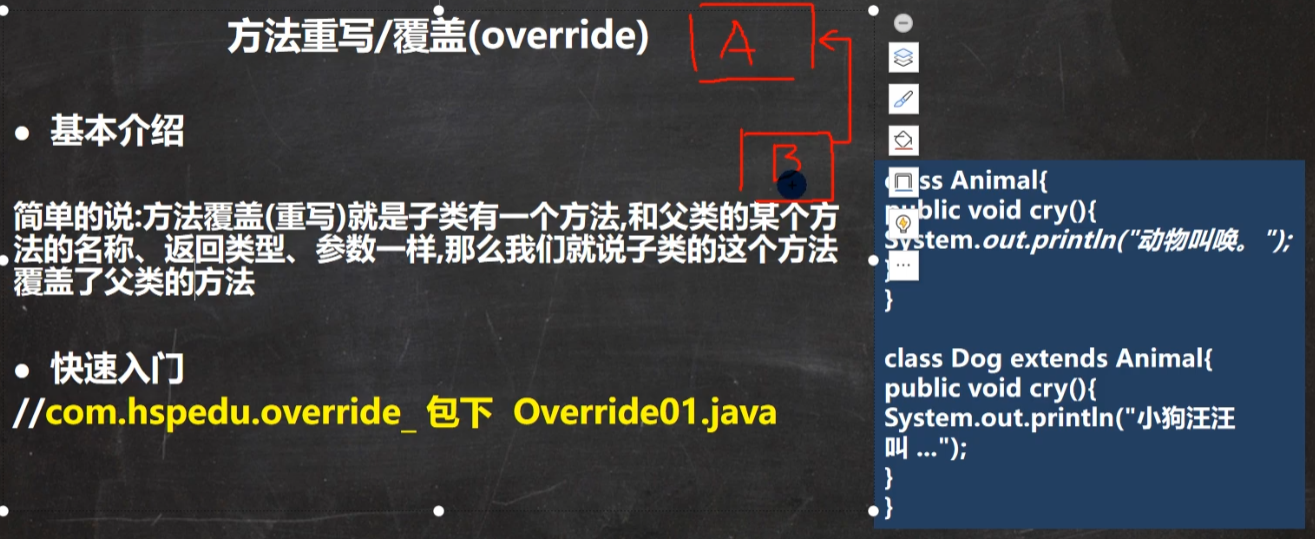 方法重写/覆盖(override)
A
B
● 基本介绍
简单的说:方法覆盖(重写)就是子类有一个方法,和父类的某个方
法的名称、返回类型、参数一样,那么我们就说子类的这个方法
覆盖了父类的方法
● 快速入门
//com.hspedu.override_ 包下 Override01.java
ss Animal{
public void cry(){
System.out.println("动物叫唤。");
}
}
class Dog extends Animal{
public void cry(){
System.out.println("小狗汪汪
叫 ...");
}
}